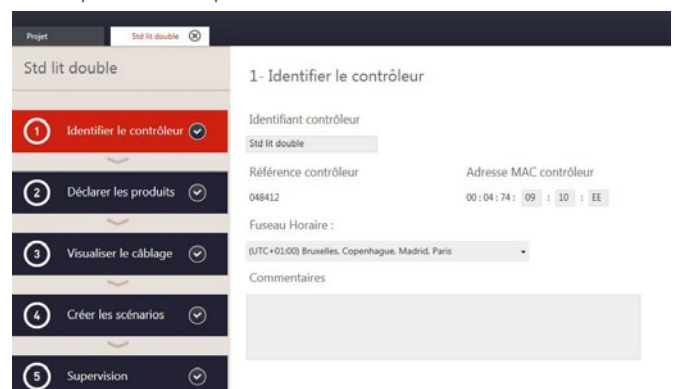 Projet
Std lit double
Std lit double
1 Identifier le contrôleur
2 Déclarer les produits
3 Visualiser le câblage
4 Créer les scénarios
5 Supervision
1- Identifier le contrôleur
Identifiant contrôleur
Std lit double
Référence contrôleur
Adresse MAC contrôleur
048412
00 : 04 : 74 : 09 : 10 : EE
Fuseau Horaire :
(UTC+01:00) Bruxelles, Copenhague, Madrid, Paris
Commentaires